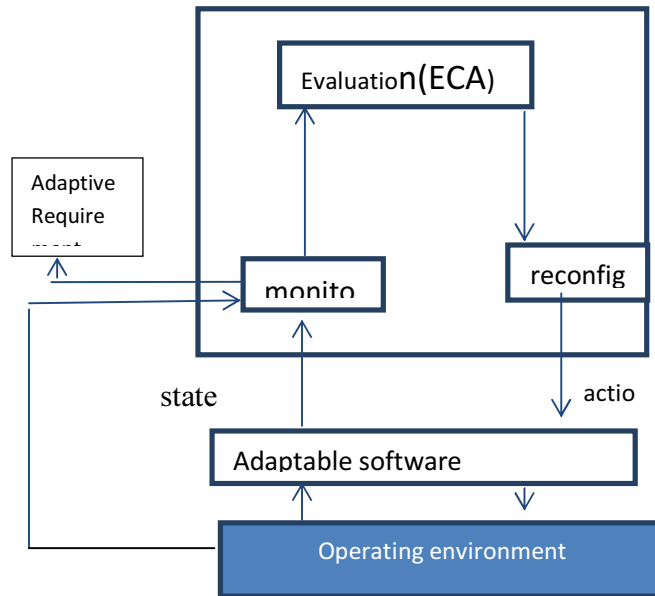 Evaluation(ECA)
Adaptive
Require
monito
reconfig
state
actio
Adaptable software
Operating environment